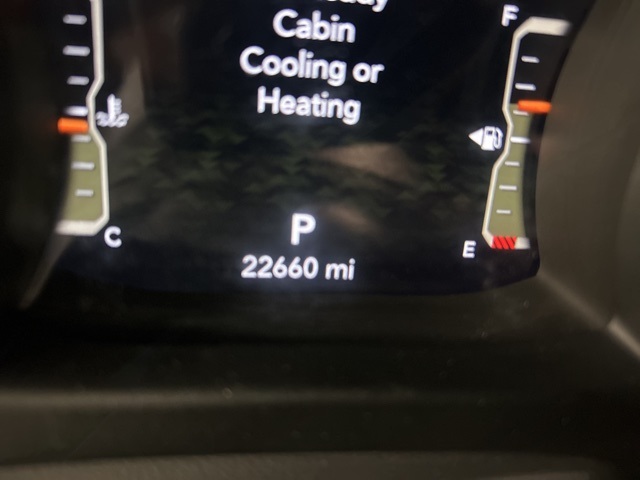 Cabin
Cooling or
Heating
F
C
P
E
22660 mi